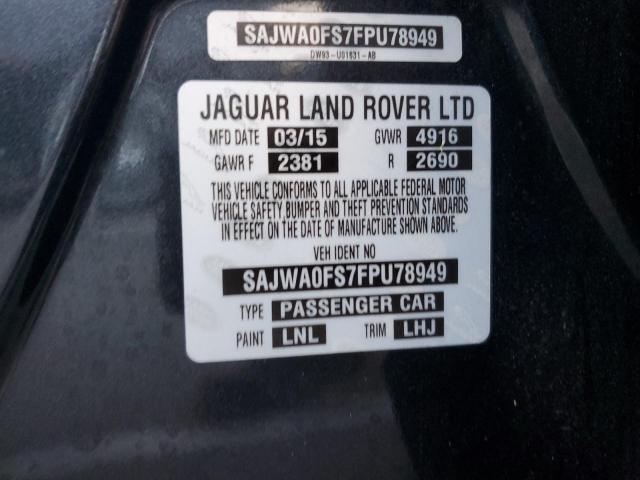 SAJWA0FS7FPU78949
DW93-U01831-AB
JAGUAR LAND ROVER LTD
MFD DATE 03/15 GVWR 4916
GAWR F 2381 R 2690
THIS VEHICLE CONFORMS TO ALL APPLICABLE FEDERAL MOTOR
VEHICLE SAFETY, BUMPER AND THEFT PREVENTION STANDARDS
IN EFFECT ON THE DATE OF MANUFACTURE SHOWN ABOVE.
VEH IDENT NO
SAJWA0FS7FPU78949
TYPE PASSENGER CAR
PAINT LNL TRIM LHJ